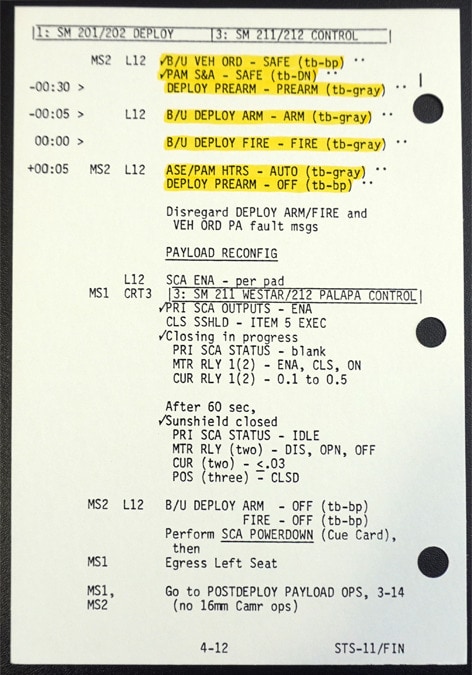 1: SM 201/202 DEPLOY 3: SM 211/212 CONTROL
MS2 L12 ✓B/U VEH ORD - SAFE (tb-bp) ··
✓PAM S&A - SAFE (tb-DN) ··
-00:30 > DEPLOY PREARM - PREARM (tb-gray) ··
-00:05 > L12 B/U DEPLOY ARM - ARM (tb-gray) ··
00:00 > B/U DEPLOY FIRE - FIRE (tb-gray) ··
+00:05 MS2 L12 ASE/PAM HTRS - AUTO (tb-gray) ··
DEPLOY PREARM - OFF (tb-bp) ··
Disregard DEPLOY ARM/FIRE and
VEH ORD PA fault msgs
PAYLOAD RECONFIG
L12 SCA ENA - per pad
MS1 CRT3 3: SM 211 WESTAR/212 PALAPA CONTROL
✓PRI SCA OUTPUTS - ENA
CLS SSHLD - ITEM 5 EXEC
✓Closing in progress
PRI SCA STATUS - blank
MTR RLY 1(2) - ENA, CLS, ON
CUR RLY 1(2) - 0.1 to 0.5
After 60 sec,
✓Sunshield closed
PRI SCA STATUS - IDLE
MTR RLY (two) - DIS, OPN, OFF
CUR (two) - ≤.03
POS (three) - CLSD
MS2 L12 B/U DEPLOY ARM - OFF (tb-bp)
FIRE - OFF (tb-bp)
Perform SCA POWERDOWN (Cue Card),
then
MS1 Egress Left Seat
MS1, Go to POSTDEPLOY PAYLOAD OPS, 3-14
MS2 (no 16mm Camr ops)
4-12 STS-11/FIN